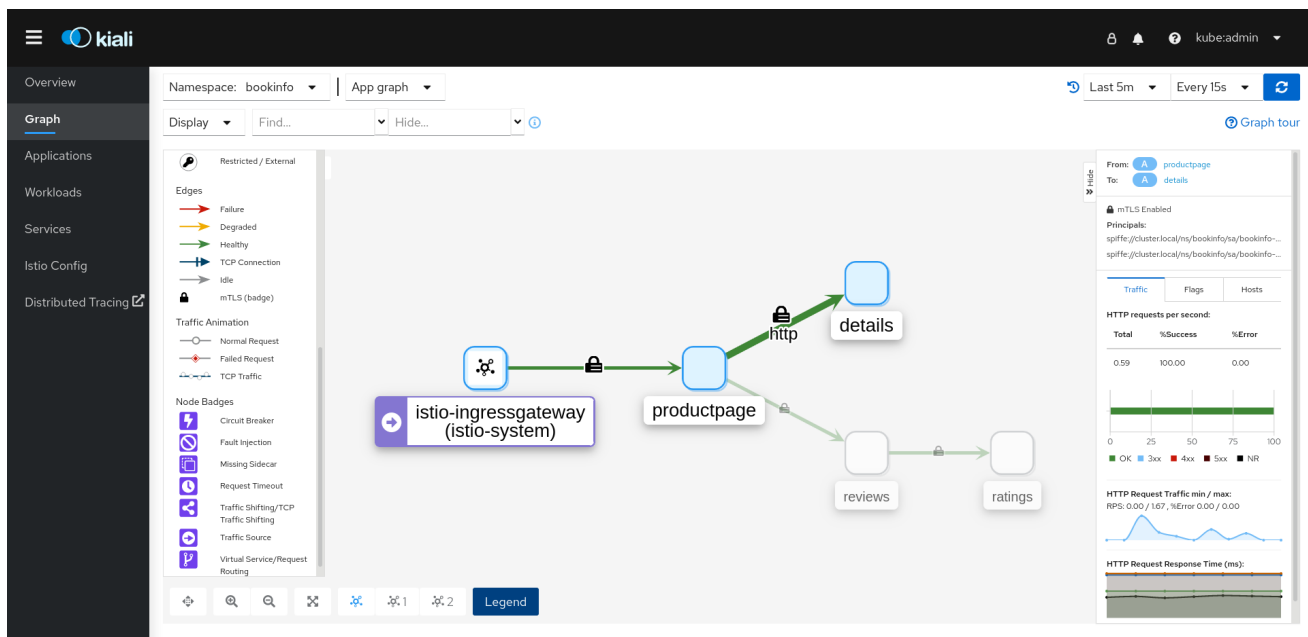 kiali
kube:admin
Overview
Graph
Applications
Workloads
Services
Istio Config
Distributed Tracing
Namespace: bookinfo
App graph
Last 5m
Every 15s
Display
Find...
Hide...
Graph tour
Restricted / External
Edges
Failure
Degraded
Healthy
TCP Connection
Idle
mTLS (badge)
Traffic Animation
Normal Request
Failed Request
TCP Traffic
Node Badges
Circuit Breaker
Fault Injection
Missing Sidecar
Request Timeout
Traffic Shifting/TCP
Traffic Shifting
Traffic Source
Virtual Service/Request
Routing
1
2
Legend
istio-ingressgateway
(istio-system)
productpage
http
details
reviews
ratings
Hide
From: A productpage
To: A details
mTLS Enabled
Principals:
spiffe://cluster.local/ns/bookinfo/sa/bookinfo-...
spiffe://cluster.local/ns/bookinfo/sa/bookinfo-...
Traffic
Flags
Hosts
HTTP requests per second:
Total %Success %Error
0.59 100.00 0.00
0 25 50 75 100
OK 3xx 4xx 5xx NR
HTTP Request Traffic min / max:
RPS: 0.00 / 1.67 , %Error 0.00 / 0.00
HTTP Request Response Time (ms):